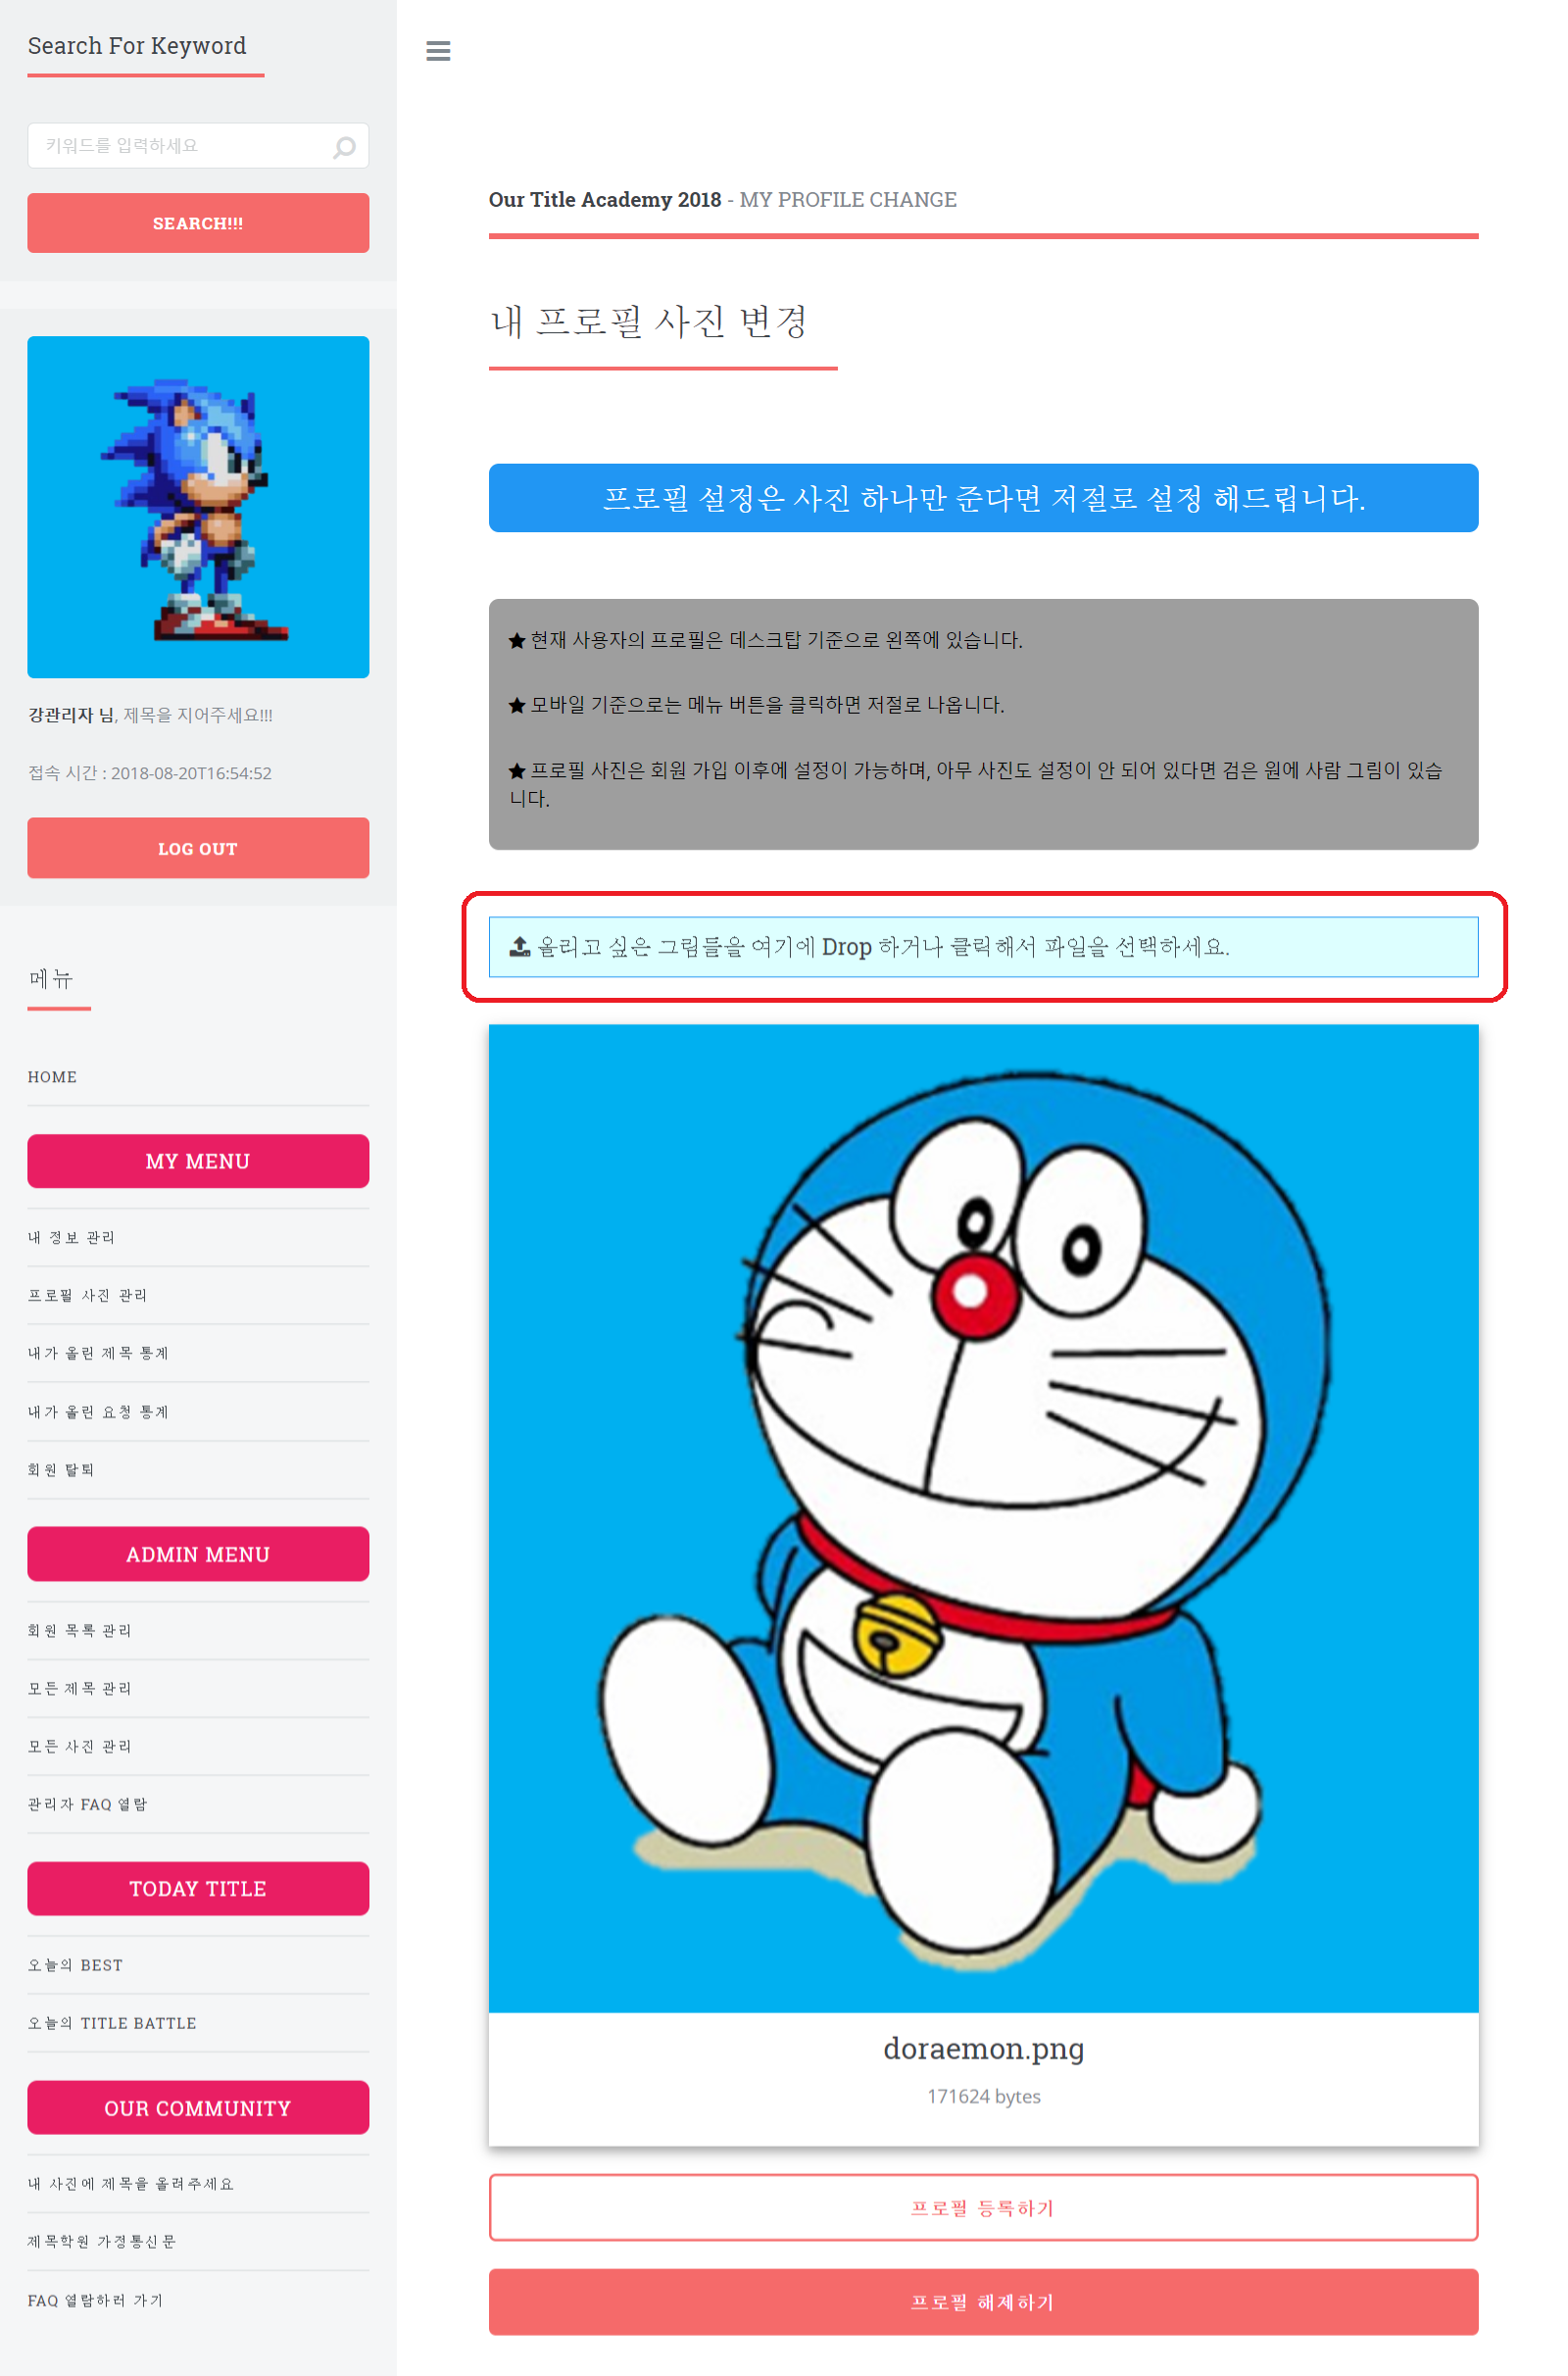 Search For Keyword
키워드를 입력하세요
SEARCH!!!
강관리자 님, 제목을 지어주세요!!!
접속 시간 : 2018-08-20T16:54:52
LOG OUT
메뉴
HOME
MY MENU
내 정보 관리
프로필 사진 관리
내가 올린 제목 통계
내가 올린 요청 통계
회원 탈퇴
ADMIN MENU
회원 목록 관리
모든 제목 관리
모든 사진 관리
관리자 FAQ 열람
TODAY TITLE
오늘의 BEST
오늘의 TITLE BATTLE
OUR COMMUNITY
내 사진에 제목을 올려주세요
제목학원 가정통신문
FAQ 열람하러 가기
Our Title Academy 2018 - MY PROFILE CHANGE
내 프로필 사진 변경
프로필 설정은 사진 하나만 준다면 저절로 설정 해드립니다.
★ 현재 사용자의 프로필은 데스크탑 기준으로 왼쪽에 있습니다.
★ 모바일 기준으로는 메뉴 버튼을 클릭하면 저절로 나옵니다.
★ 프로필 사진은 회원 가입 이후에 설정이 가능하며, 아무 사진도 설정이 안 되어 있다면 검은 원에 사람 그림이 있습
니다.
올리고 싶은 그림들을 여기에 Drop 하거나 클릭해서 파일을 선택하세요.
doraemon.png
171624 bytes
프로필 등록하기
프로필 해제하기